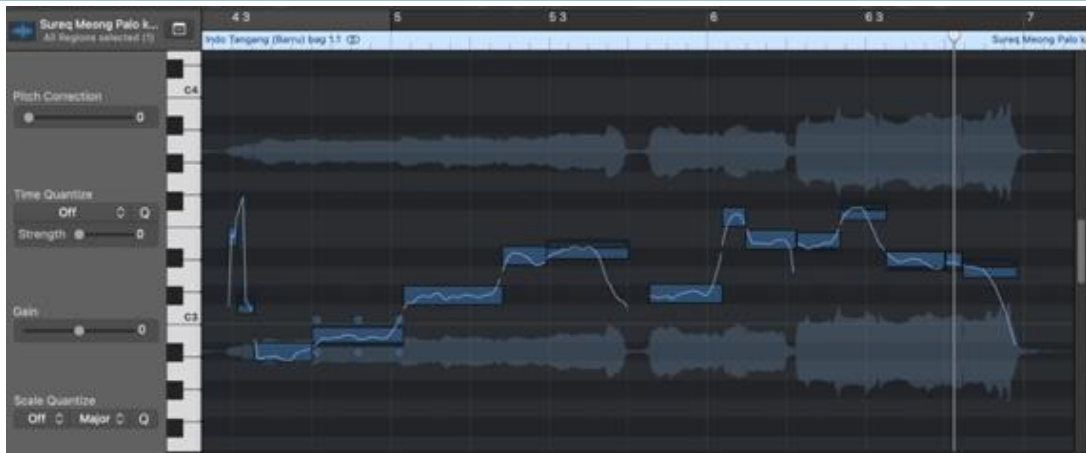 Sureq Meong Palo k...
All Regions selected (1)
4 3 5 5 3 6 6 3 7
Indo Tangang (Barru) bag 1.1
Sureq Meong Palo k
Pitch Correction
0
Time Quantize
Off Q
Strength 0
Gain
0
Scale Quantize
Off Major Q
C4
C3